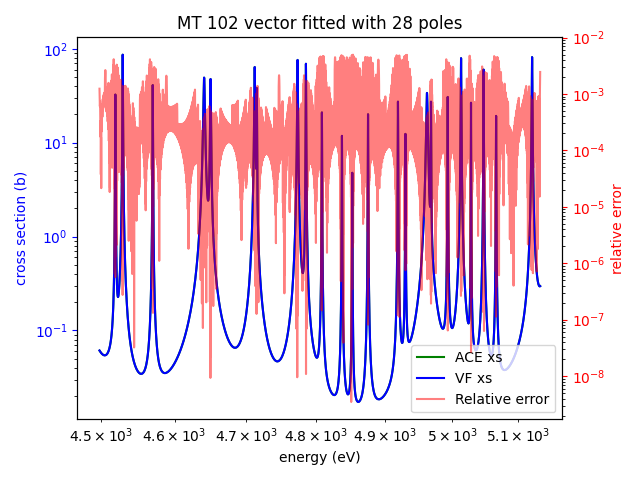 MT 102 vector fitted with 28 poles
10²
10¹
10⁰
10⁻¹
cross section (b)
10⁻²
10⁻³
10⁻⁴
10⁻⁵
10⁻⁶
10⁻⁷
10⁻⁸
relative error
ACE xs
VF xs
Relative error
4.5×10³ 4.6×10³ 4.7×10³ 4.8×10³ 4.9×10³ 5×10³ 5.1×10³
energy (eV)